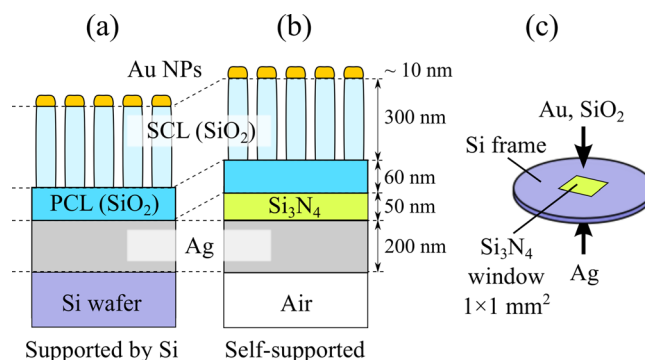 (a)
(b)
(c)
Au NPs
~ 10 nm
SCL (SiO₂)
300 nm
PCL (SiO₂)
60 nm
Si₃N₄
50 nm
Ag
200 nm
Si wafer
Air
Supported by Si
Self-supported
Au, SiO₂
Si frame
Si₃N₄
window
1×1 mm²
Ag